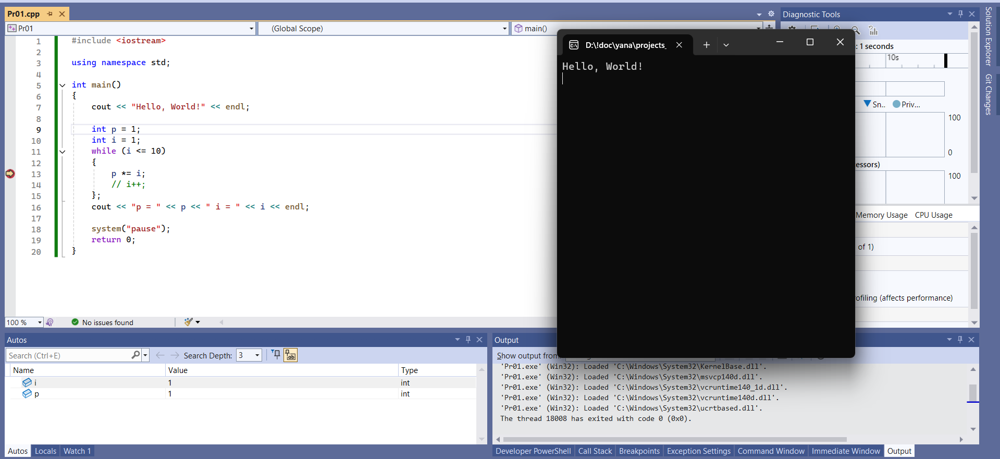 Pr01.cpp
Diagnostic Tools
Pr01
(Global Scope)
main()
1 #include <iostream>
2
3 using namespace std;
4
5 int main()
6 {
7 cout << "Hello, World!" << endl;
8
9 int p = 1;
10 int i = 1;
11 while (i <= 10)
12 {
13 p *= i;
14 // i++;
15 };
16 cout << "p = " << p << " i = " << i << endl;
17
18 system("pause");
19 return 0;
20 }
D:\!doc\yana\projects_
Hello, World!
: 1 seconds
10s
Sn..
Priv...
100
0
essors)
100
Memory Usage
CPU Usage
of 1)
ofiling (affects performance)
Solution Explorer
Git Changes
100 %
No issues found
Autos
Search (Ctrl+E)
Search Depth:
3
Name Value Type
i 1 int
p 1 int
Autos
Locals
Watch 1
Output
Show output from:
'Pr01.exe' (Win32): Loaded 'C:\Windows\System32\KernelBase.dll'.
'Pr01.exe' (Win32): Loaded 'C:\Windows\System32\msvcp140d.dll'.
'Pr01.exe' (Win32): Loaded 'C:\Windows\System32\vcruntime140_1d.dll'.
'Pr01.exe' (Win32): Loaded 'C:\Windows\System32\vcruntime140d.dll'.
'Pr01.exe' (Win32): Loaded 'C:\Windows\System32\ucrtbased.dll'.
The thread 18008 has exited with code 0 (0x0).
Developer PowerShell
Call Stack
Breakpoints
Exception Settings
Command Window
Immediate Window
Output